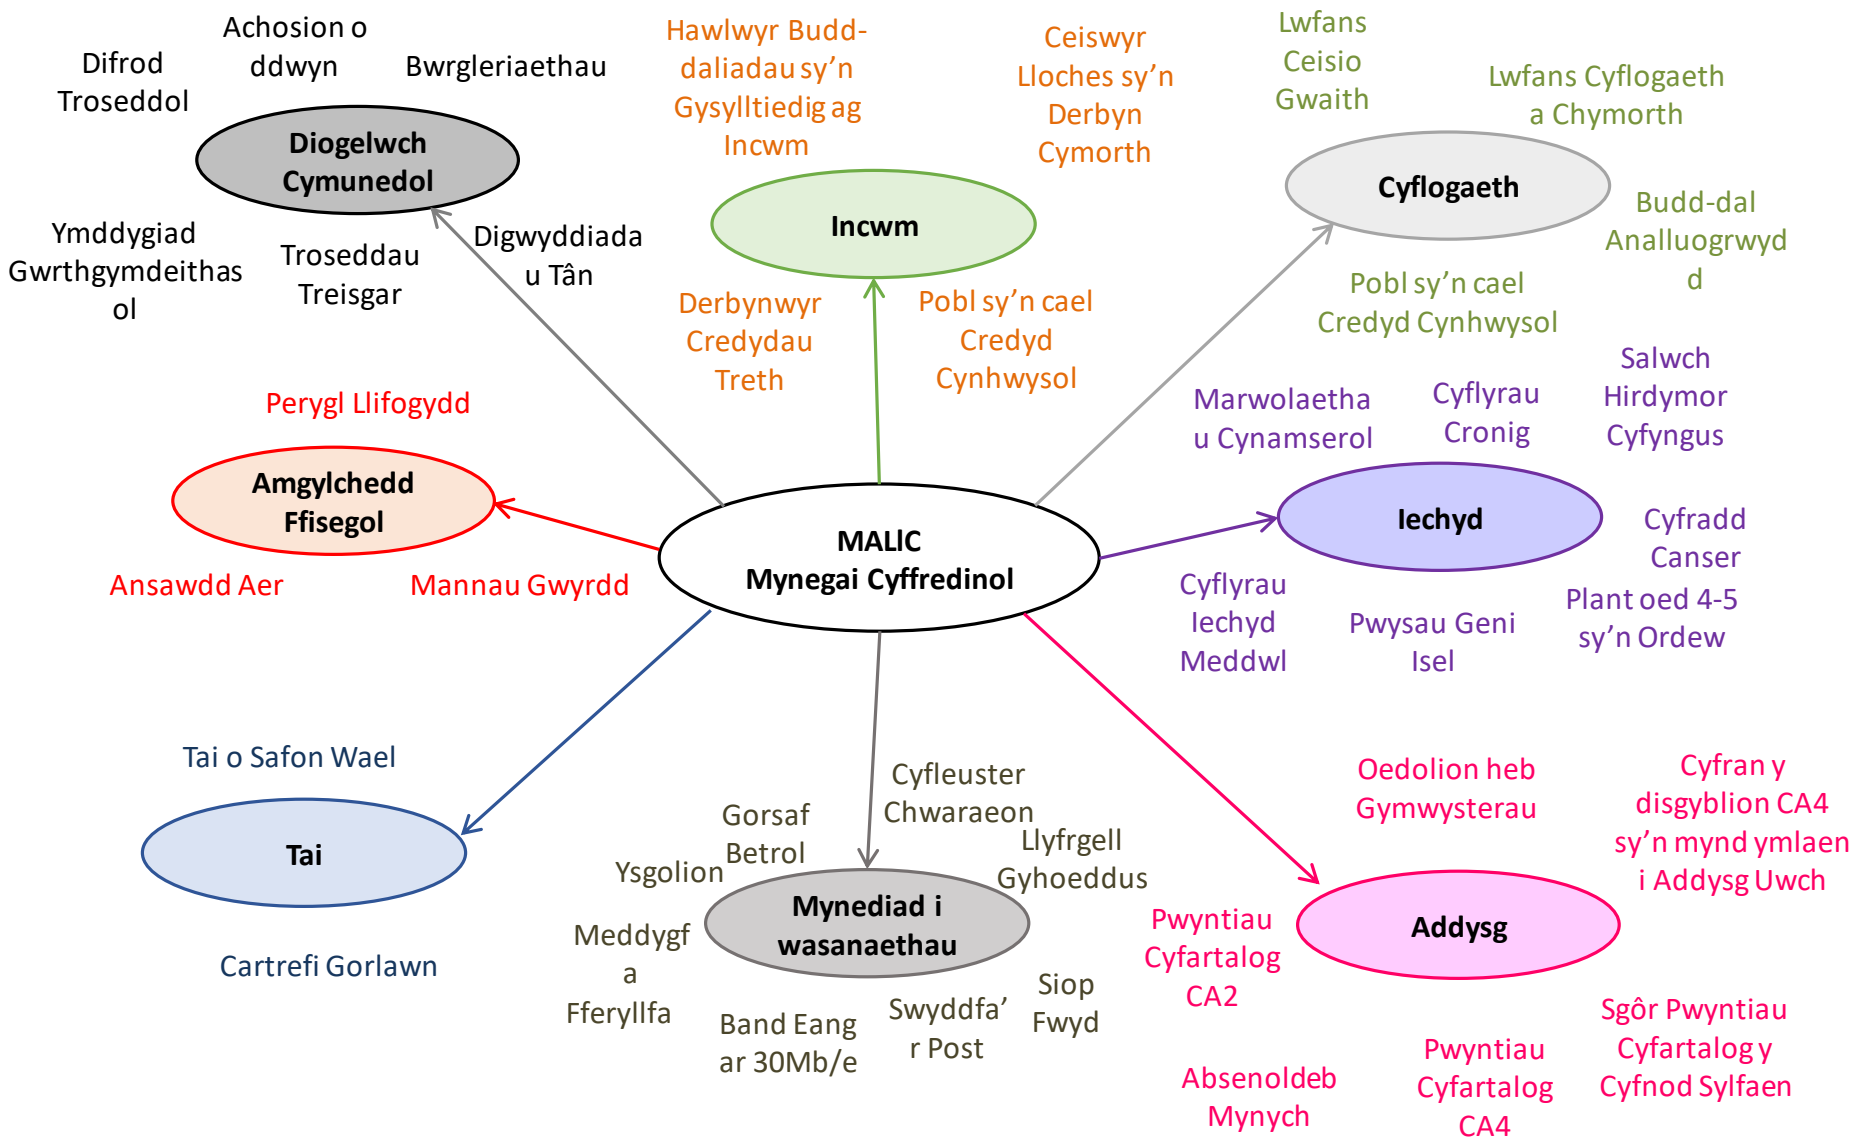 Difrod
Troseddol
Achosion o
ddwyn
Bwrgleriaethau
Diogelwch
Cymunedol
Ymddygiad
Gwrthgymdeithas
ol
Troseddau
Treisgar
Digwyddiada
u Tân
Hawlwyr Budd-
daliadau sy’n
Gysylltiedig ag
Incwm
Ceiswyr
Lloches sy’n
Derbyn
Cymorth
Incwm
Derbynwyr
Credydau
Treth
Pobl sy’n cael
Credyd
Cynhwysol
Lwfans
Ceisio
Gwaith
Lwfans Cyflogaeth
a Chymorth
Cyflogaeth
Budd-dal
Analluogrwyd
d
Pobl sy’n cael
Credyd Cynhwysol
Perygl Llifogydd
Amgylchedd
Ffisegol
Ansawdd Aer
Mannau Gwyrdd
MALlC
Mynegai Cyffredinol
Marwolaetha
u Cynamserol
Cyflyrau
Cronig
Salwch
Hirdymor
Cyfyngus
Iechyd
Cyfradd
Canser
Cyflyrau
Iechyd
Meddwl
Pwysau Geni
Isel
Plant oed 4-5
sy’n Ordew
Tai o Safon Wael
Tai
Cartrefi Gorlawn
Cyfleuster
Chwaraeon
Gorsaf
Betrol
Ysgolion
Llyfrgell
Gyhoeddus
Mynediad i
wasanaethau
Meddygf
a
Fferyllfa
Band Eang
ar 30Mb/e
Swyddfa’
r Post
Siop
Fwyd
Oedolion heb
Gymwysterau
Cyfran y
disgyblion CA4
sy’n mynd ymlaen
i Addysg Uwch
Addysg
Pwyntiau
Cyfartalog
CA2
Absenoldeb
Mynych
Pwyntiau
Cyfartalog
CA4
Sgôr Pwyntiau
Cyfartalog y
Cyfnod Sylfaen